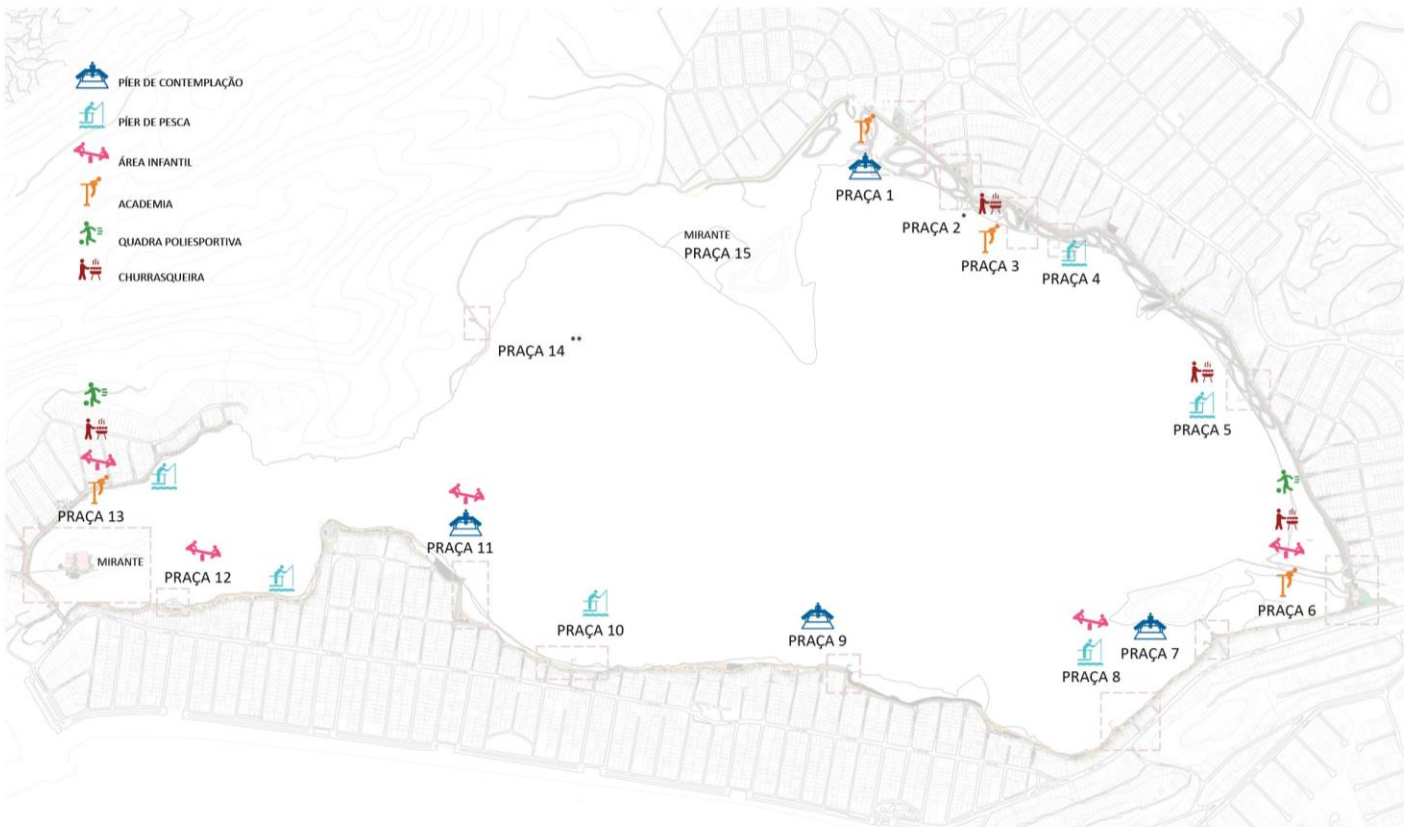 PÍER DE CONTEMPLAÇÃO
PÍER DE PESCA
ÁREA INFANTIL
ACADEMIA
QUADRA POLIESPORTIVA
CHURRASQUEIRA
PRAÇA 1
PRAÇA 2*
PRAÇA 3
PRAÇA 4
MIRANTE
PRAÇA 15
PRAÇA 14 **
PRAÇA 5
PRAÇA 13
MIRANTE
PRAÇA 12
PRAÇA 11
PRAÇA 10
PRAÇA 9
PRAÇA 8
PRAÇA 7
PRAÇA 6